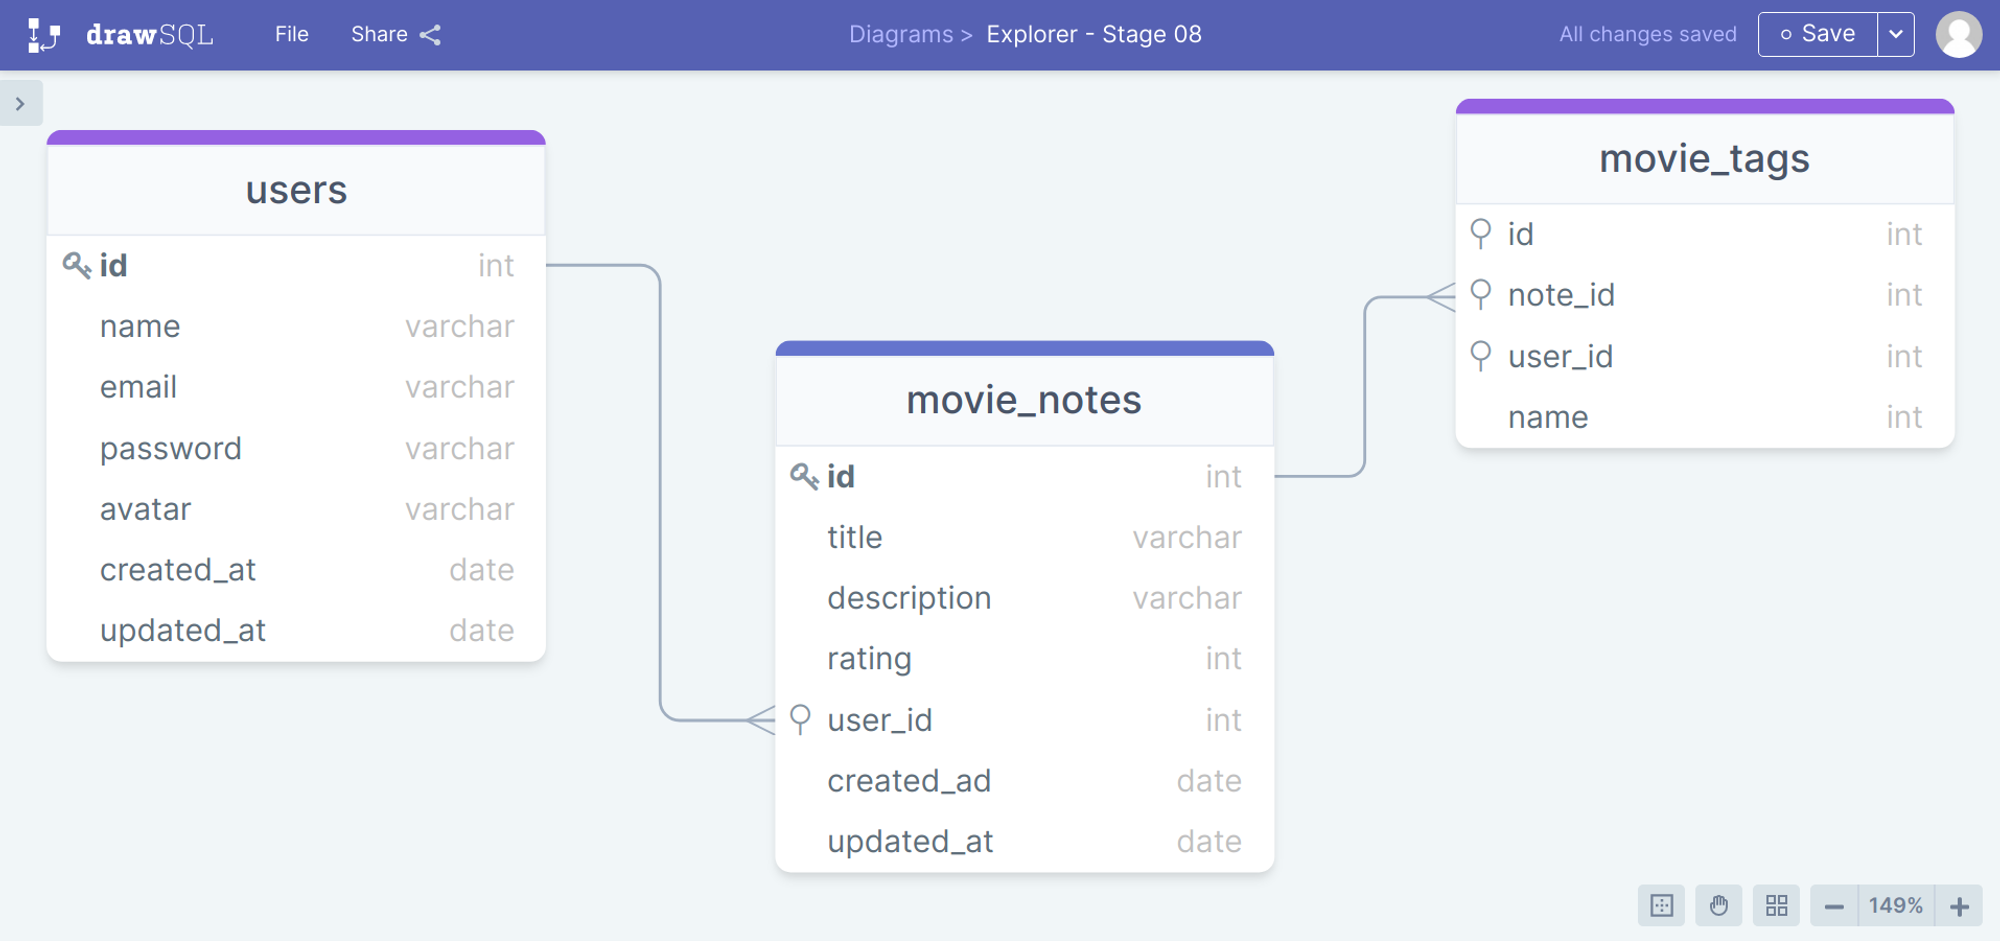 drawSQL File Share Diagrams > Explorer - Stage 08 All changes saved Save
users
id int
name varchar
email varchar
password varchar
avatar varchar
created_at date
updated_at date
movie_notes
id int
title varchar
description varchar
rating int
user_id int
created_ad date
updated_at date
movie_tags
id int
note_id int
user_id int
name int
149%